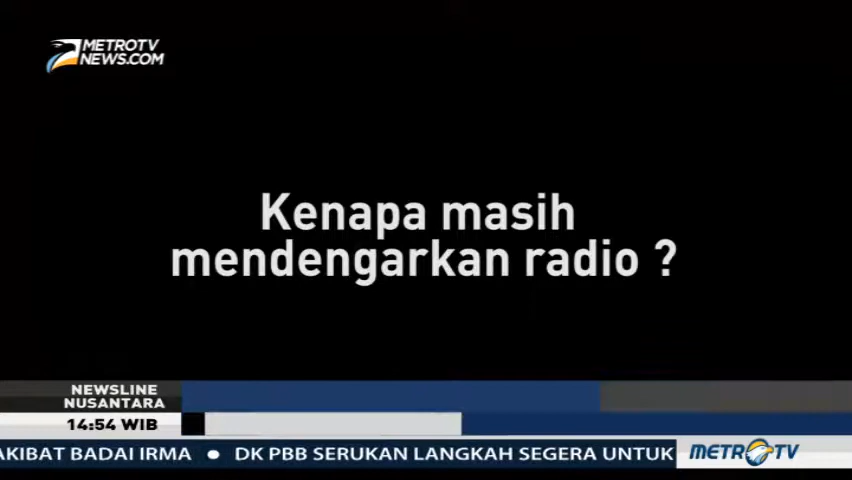 METROTV
NEWS.COM
Kenapa masih
mendengarkan radio ?
NEWSLINE
NUSANTARA
14:54 WIB
AKIBAT BADAI IRMA ● DK PBB SERUKAN LANGKAH SEGERA UNTUK
METROTV